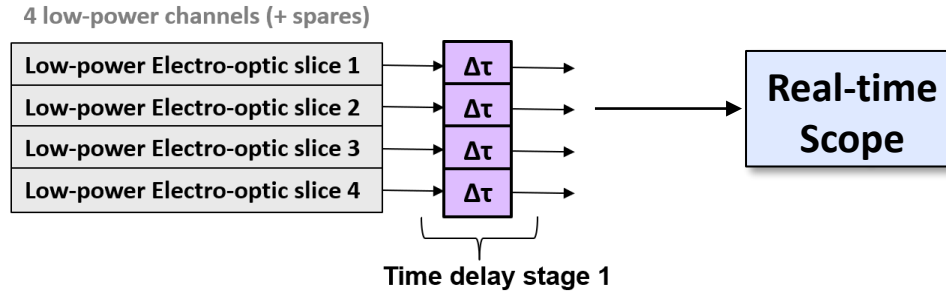 4 low-power channels (+ spares)
Low-power Electro-optic slice 1
Low-power Electro-optic slice 2
Low-power Electro-optic slice 3
Low-power Electro-optic slice 4
Δτ
Δτ
Δτ
Δτ
Time delay stage 1
Real-time
Scope